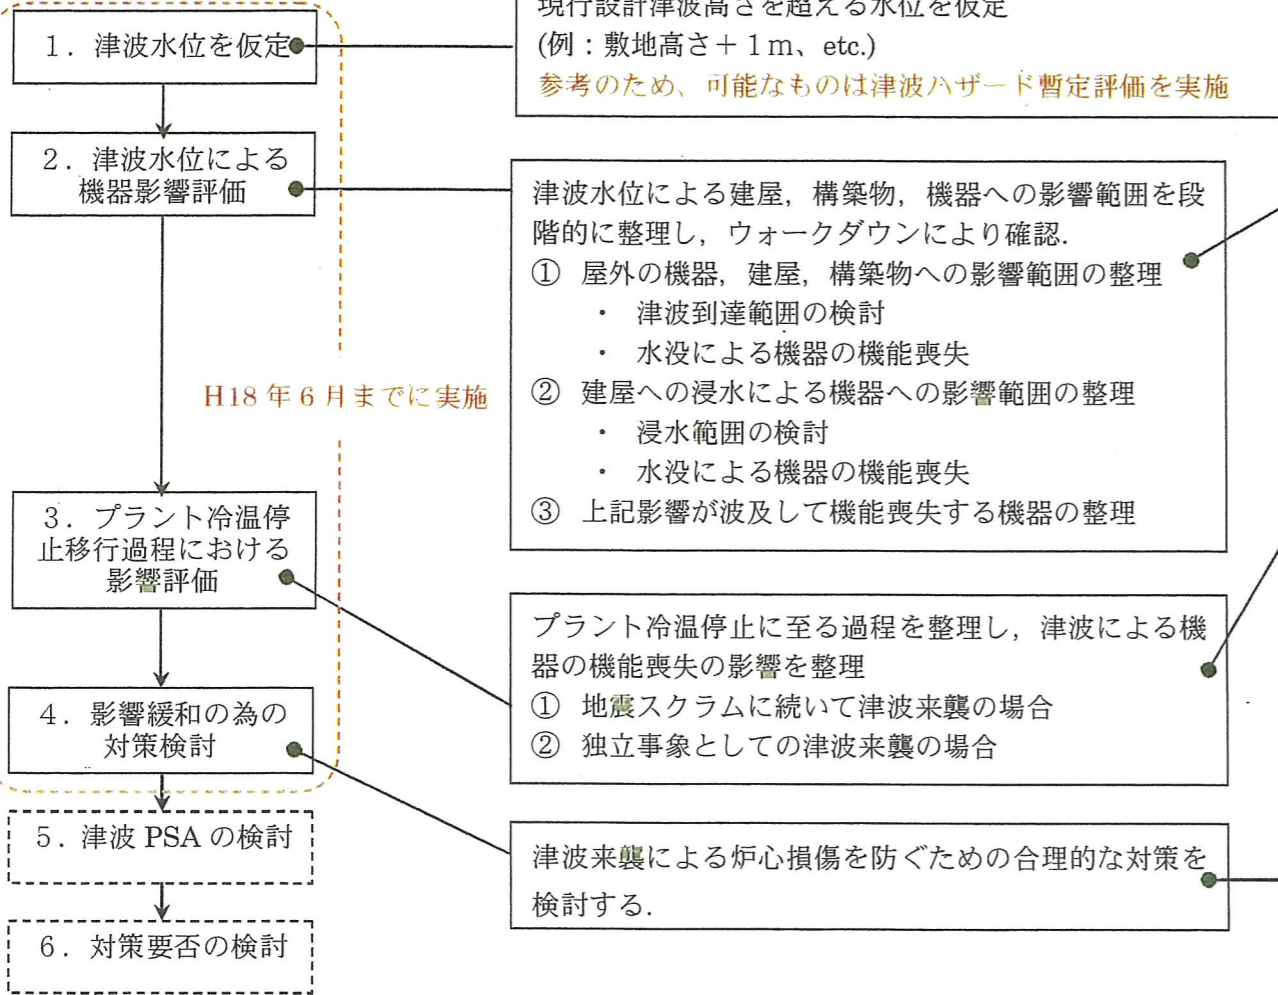 1．津波水位を仮定
現行設計津波高さを超える水位を仮定
(例：敷地高さ＋１ｍ、etc.)
参考のため、可能なものは津波ハザード暫定評価を実施
2．津波水位による
機器影響評価
津波水位による建屋，構築物，機器への影響範囲を段
階的に整理し，ウォークダウンにより確認.
① 屋外の機器，建屋，構築物への影響範囲の整理
・ 津波到達範囲の検討
・ 水没による機器の機能喪失
② 建屋への浸水による機器への影響範囲の整理
・ 浸水範囲の検討
・ 水没による機器の機能喪失
③ 上記影響が波及して機能喪失する機器の整理
H18年６月までに実施
3．プラント冷温停
止移行過程における
影響評価
プラント冷温停止に至る過程を整理し，津波による機
器の機能喪失の影響を整理
① 地震スクラムに続いて津波来襲の場合
② 独立事象としての津波来襲の場合
4．影響緩和の為の
対策検討
津波来襲による炉心損傷を防ぐための合理的な対策を
検討する.
5．津波 PSA の検討
6．対策要否の検討